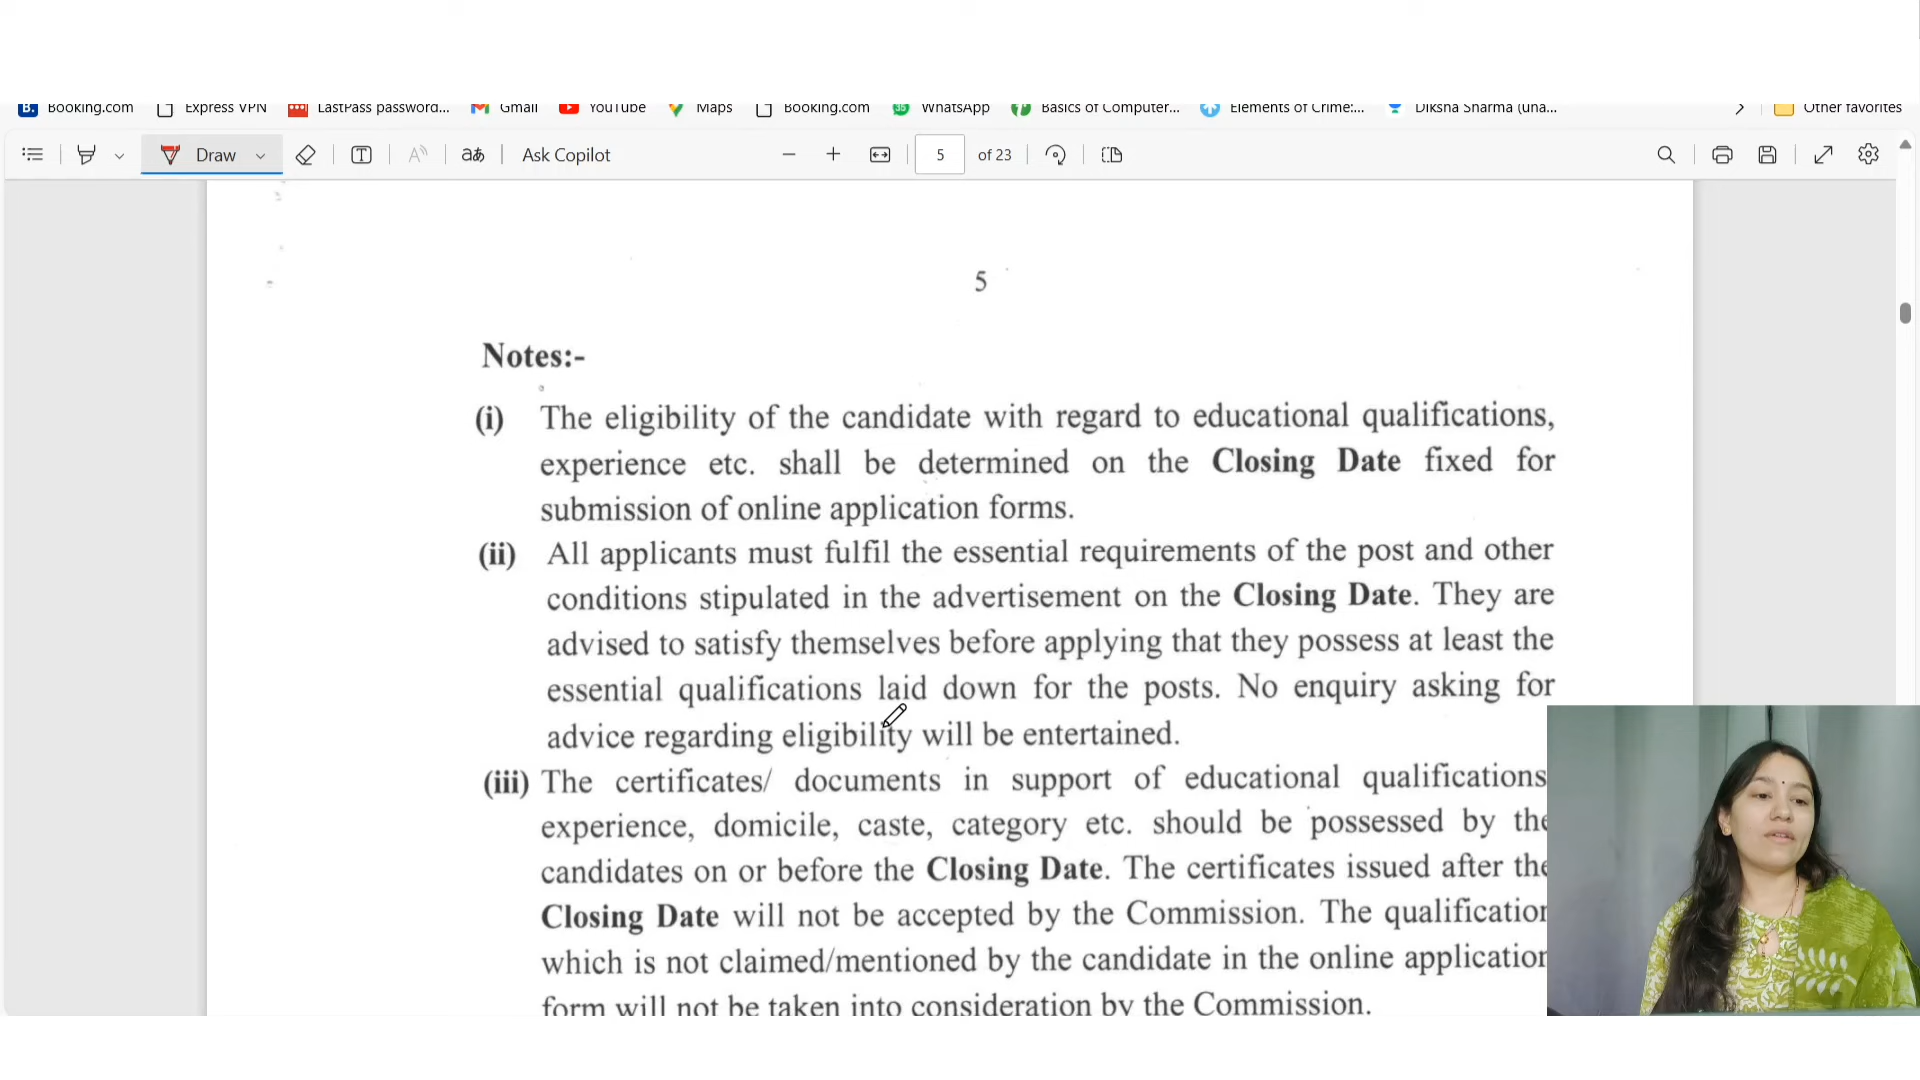 B. Booking.com Express VPN LastPass password... Gmail YouTube Maps Booking.com 35 WhatsApp Basics of Computer... Elements of Crime:... Diksha Sharma (una... Other favorites
Draw T A aあ Ask Copilot 5 of 23
5
Notes:-
(i) The eligibility of the candidate with regard to educational qualifications,
experience etc. shall be determined on the Closing Date fixed for
submission of online application forms.
(ii) All applicants must fulfil the essential requirements of the post and other
conditions stipulated in the advertisement on the Closing Date. They are
advised to satisfy themselves before applying that they possess at least the
essential qualifications laid down for the posts. No enquiry asking for
advice regarding eligibility will be entertained.
(iii) The certificates/ documents in support of educational qualifications
experience, domicile, caste, category etc. should be possessed by the
candidates on or before the Closing Date. The certificates issued after the
Closing Date will not be accepted by the Commission. The qualification
which is not claimed/mentioned by the candidate in the online application
form will not be taken into consideration by the Commission.